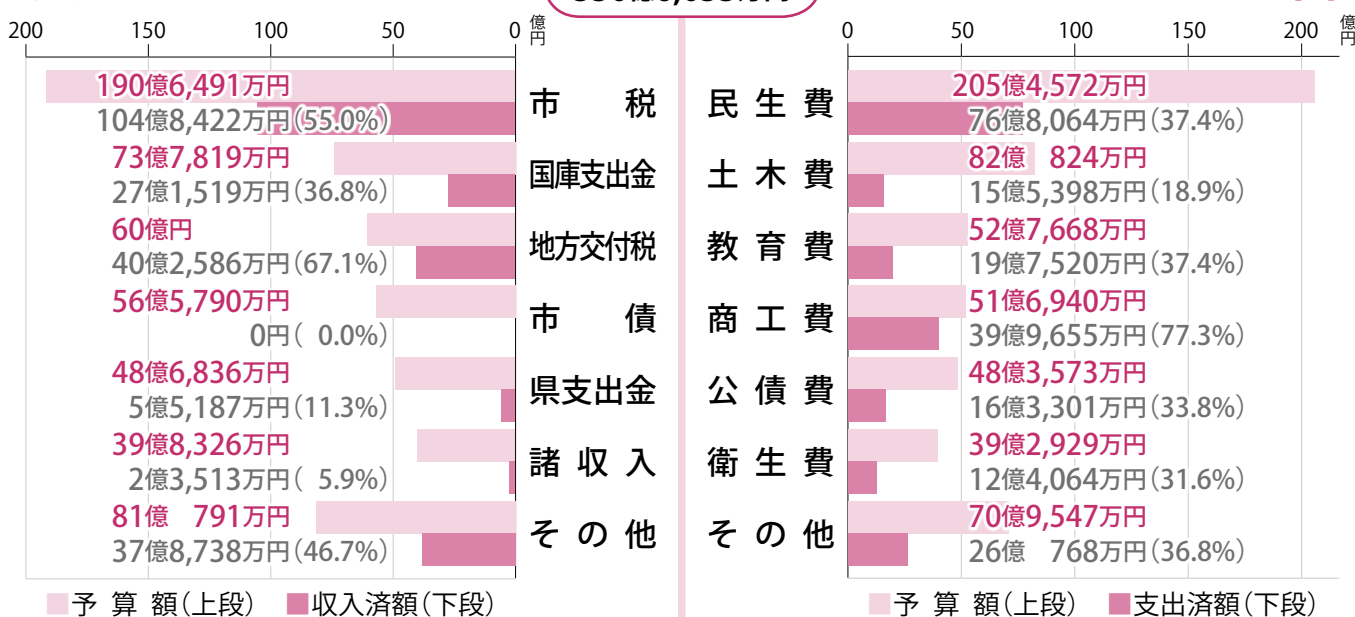 200 150 100 50 0 億円
0 50 100 150 200 億円
190億6,491万円
104億8,422万円(55.0%)
市税
民生費
205億4,572万円
76億8,064万円(37.4%)
73億7,819万円
27億1,519万円(36.8%)
国庫支出金
土木費
82億 824万円
15億5,398万円(18.9%)
60億円
40億2,586万円(67.1%)
地方交付税
教育費
52億7,668万円
19億7,520万円(37.4%)
56億5,790万円
0円( 0.0%)
市債
商工費
51億6,940万円
39億9,655万円(77.3%)
48億6,836万円
5億5,187万円(11.3%)
県支出金
公債費
48億3,573万円
16億3,301万円(33.8%)
39億8,326万円
2億3,513万円( 5.9%)
諸収入
衛生費
39億2,929万円
12億4,064万円(31.6%)
81億 791万円
37億8,738万円(46.7%)
その他
その他
70億9,547万円
26億 768万円(36.8%)
予算額(上段) 収入済額(下段)
予算額(上段) 支出済額(下段)